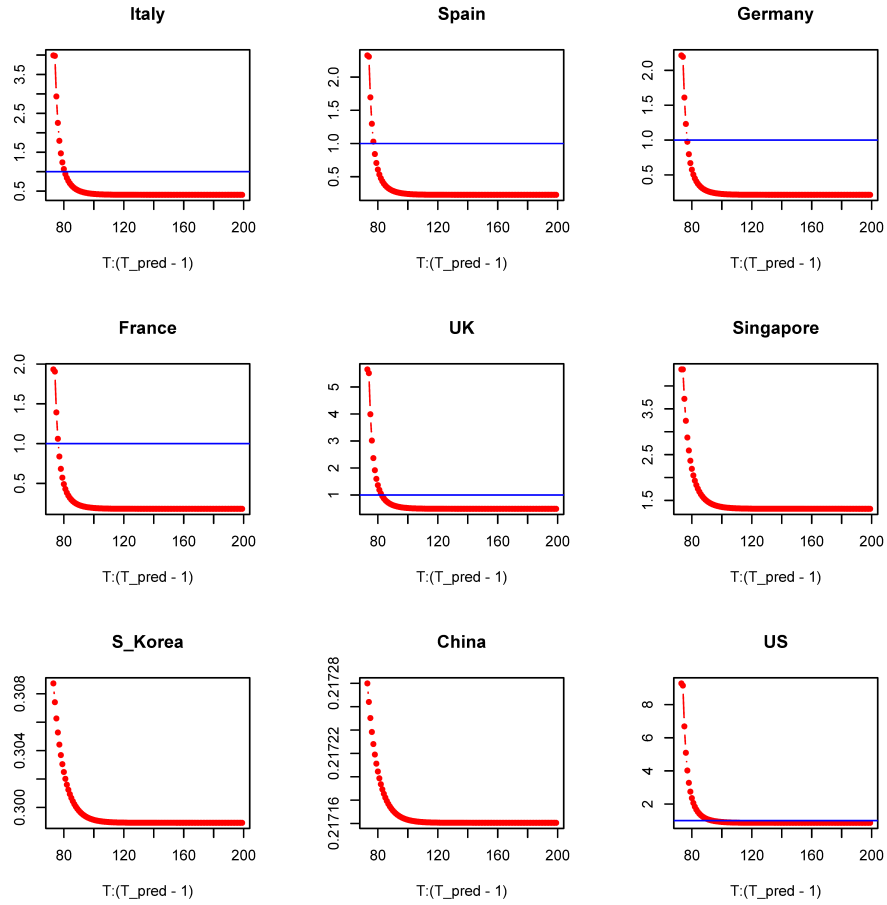 Italy
Spain
Germany
0.5 1.5 2.5 3.5
0.5 1.0 1.5 2.0
0.5 1.0 1.5 2.0
80 120 160 200
80 120 160 200
80 120 160 200
T:(T_pred - 1)
T:(T_pred - 1)
T:(T_pred - 1)
France
UK
Singapore
0.5 1.0 1.5 2.0
1 2 3 4 5
1.5 2.5 3.5
80 120 160 200
80 120 160 200
80 120 160 200
T:(T_pred - 1)
T:(T_pred - 1)
T:(T_pred - 1)
S_Korea
China
US
0.300 0.304 0.308
0.21716 0.21722 0.21728
2 4 6 8
80 120 160 200
80 120 160 200
80 120 160 200
T:(T_pred - 1)
T:(T_pred - 1)
T:(T_pred - 1)